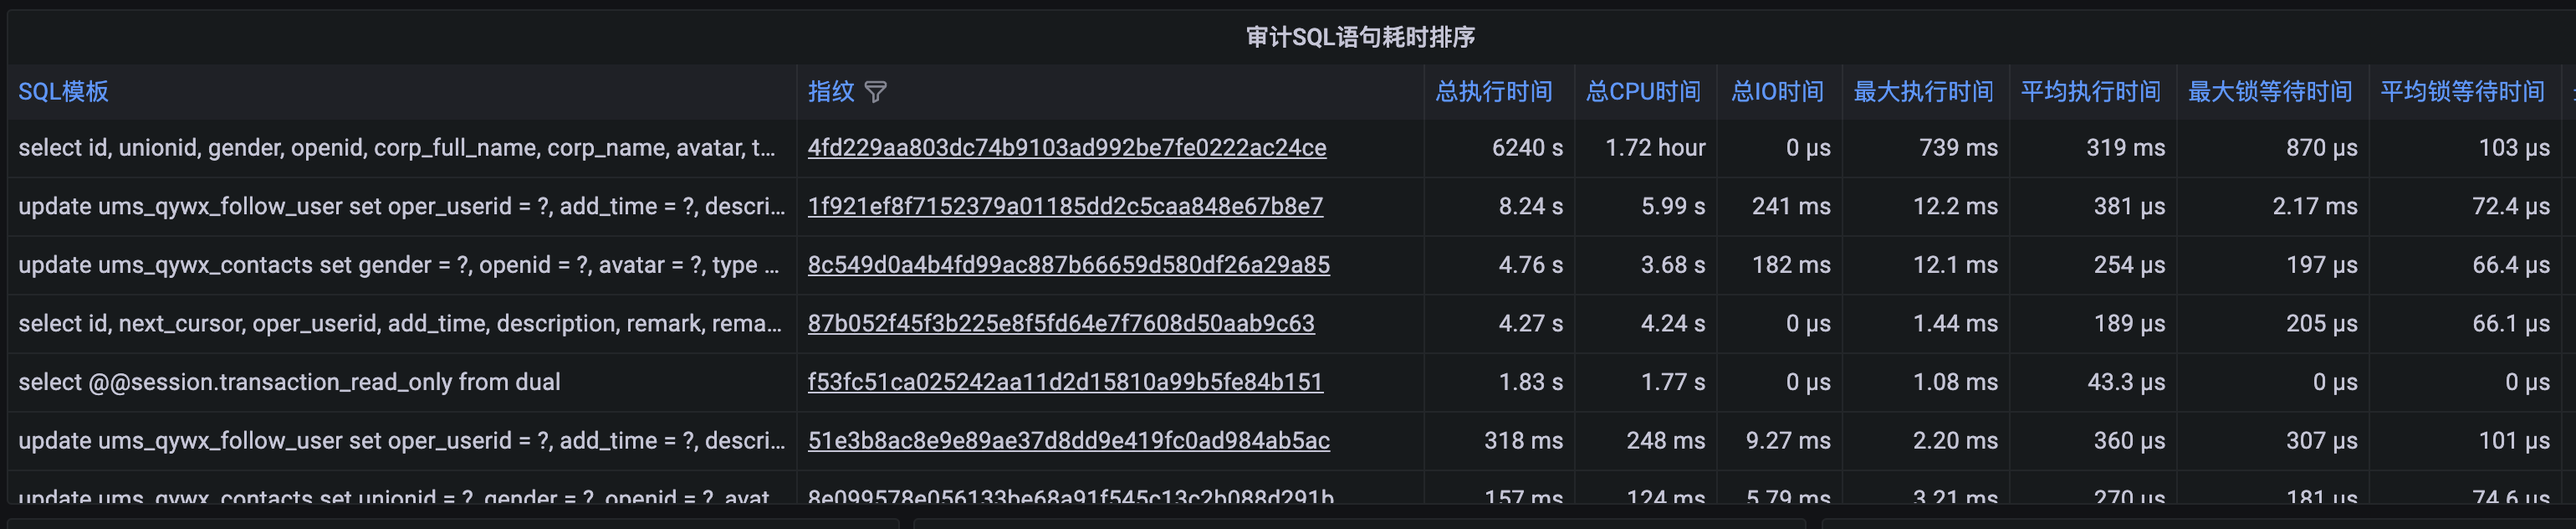 审计SQL语句耗时排序
SQL模板 指纹 总执行时间 总CPU时间 总IO时间 最大执行时间 平均执行时间 最大锁等待时间 平均锁等待时间
select id, unionid, gender, openid, corp_full_name, corp_name, avatar, t... 4fd229aa803dc74b9103ad992be7fe0222ac24ce 6240 s 1.72 hour 0 µs 739 ms 319 ms 870 µs 103 µs
update ums_qywx_follow_user set oper_userid = ?, add_time = ?, descri... 1f921ef8f7152379a01185dd2c5caa848e67b8e7 8.24 s 5.99 s 241 ms 12.2 ms 381 µs 2.17 ms 72.4 µs
update ums_qywx_contacts set gender = ?, openid = ?, avatar = ?, type ... 8c549d0a4b4fd99ac887b66659d580df26a29a85 4.76 s 3.68 s 182 ms 12.1 ms 254 µs 197 µs 66.4 µs
select id, next_cursor, oper_userid, add_time, description, remark, rema... 87b052f45f3b225e8f5fd64e7f7608d50aab9c63 4.27 s 4.24 s 0 µs 1.44 ms 189 µs 205 µs 66.1 µs
select @@session.transaction_read_only from dual f53fc51ca025242aa11d2d15810a99b5fe84b151 1.83 s 1.77 s 0 µs 1.08 ms 43.3 µs 0 µs 0 µs
update ums_qywx_follow_user set oper_userid = ?, add_time = ?, descri... 51e3b8ac8e9e89ae37d8dd9e419fc0ad984ab5ac 318 ms 248 ms 9.27 ms 2.20 ms 360 µs 307 µs 101 µs
update ums_qywx_contacts set unionid = ?, gender = ?, openid = ?, avat 8e099578e056133be68a91f545c13c2b088d291b 157 ms 124 ms 5.79 ms 3.21 ms 270 µs 181 µs 74.6 µs